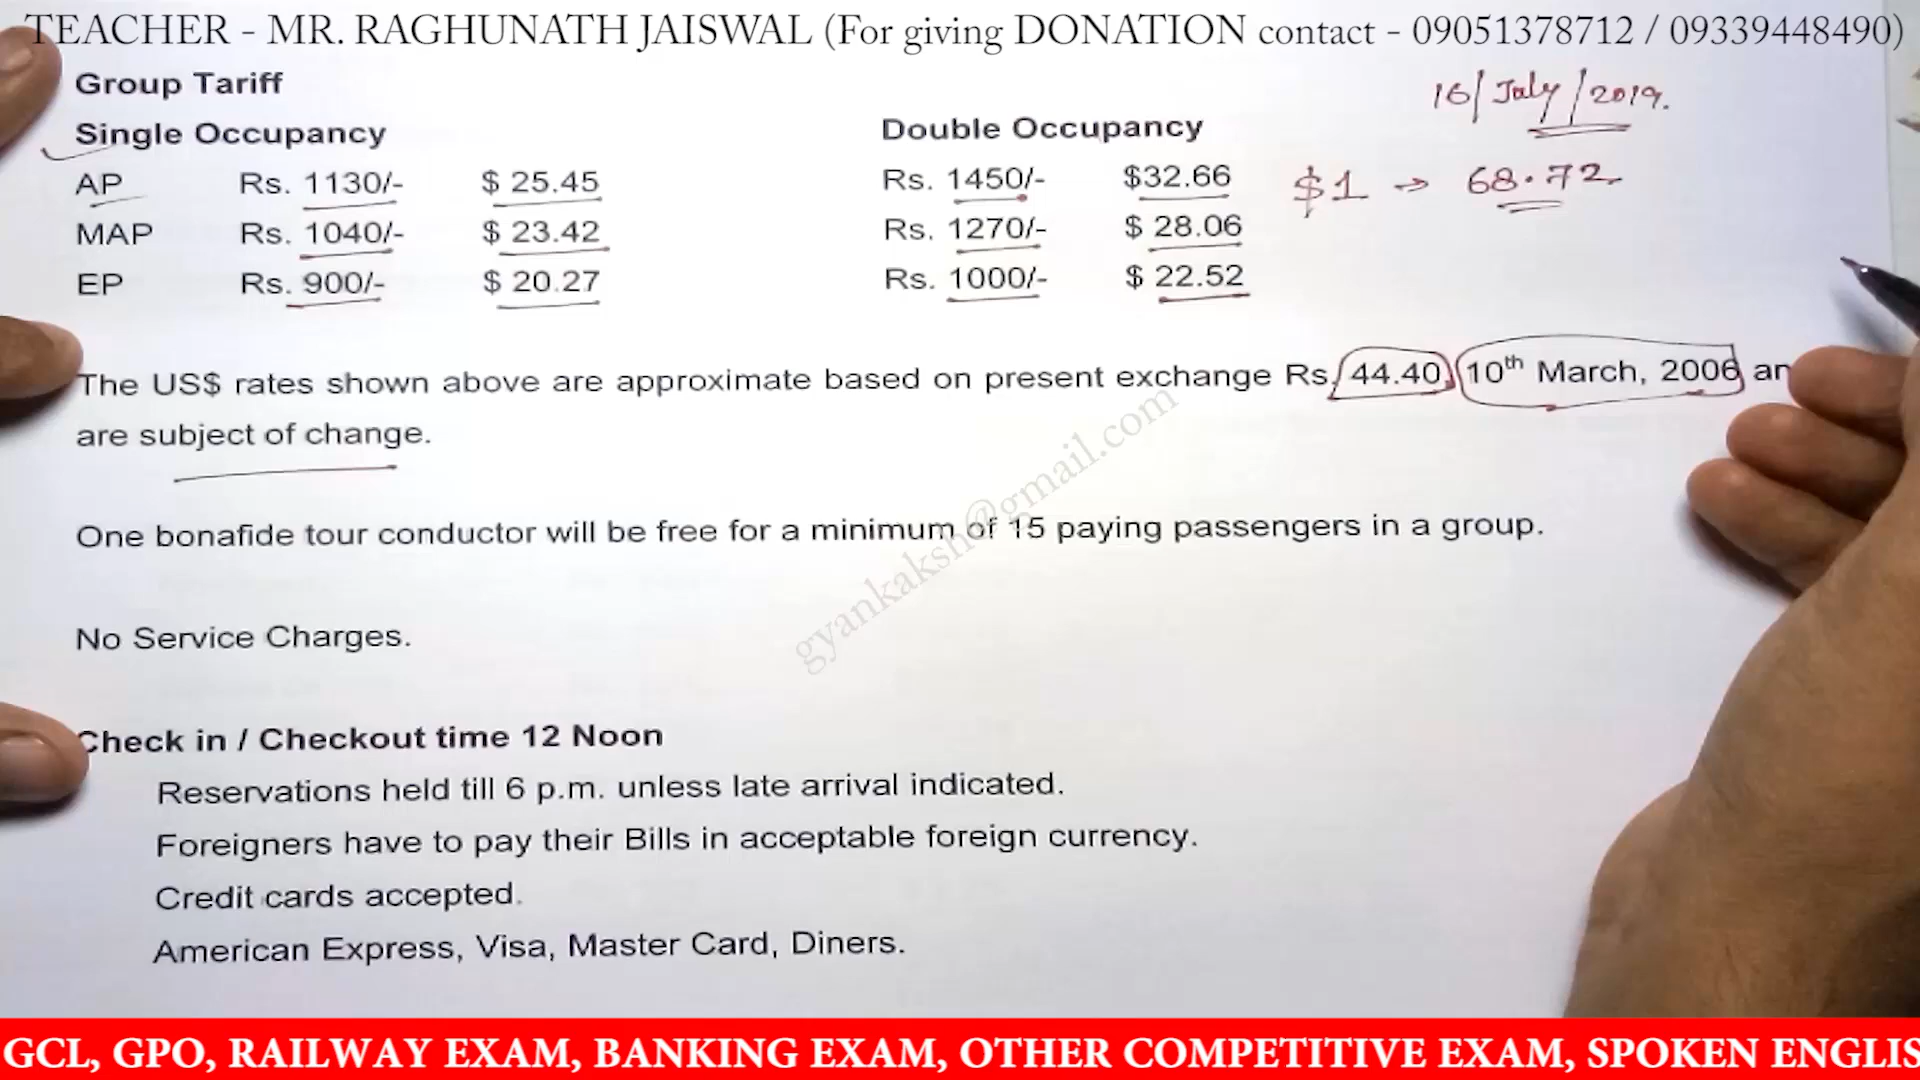 TEACHER - MR. RAGHUNATH JAISWAL (For giving DONATION contact - 09051378712 / 09339448490)
Group Tariff
16/July/2019.
Single Occupancy Double Occupancy
AP Rs. 1130/- $ 25.45 Rs. 1450/- $32.66 $1 → 68.72
MAP Rs. 1040/- $ 23.42 Rs. 1270/- $ 28.06
EP Rs. 900/- $ 20.27 Rs. 1000/- $ 22.52
The US$ rates shown above are approximate based on present exchange Rs. 44.40, 10th March, 2006 an
are subject of change.
gyankaksh@gmail.com
One bonafide tour conductor will be free for a minimum of 15 paying passengers in a group.
No Service Charges.
Check in / Checkout time 12 Noon
Reservations held till 6 p.m. unless late arrival indicated.
Foreigners have to pay their Bills in acceptable foreign currency.
Credit cards accepted.
American Express, Visa, Master Card, Diners.
GCL, GPO, RAILWAY EXAM, BANKING EXAM, OTHER COMPETITIVE EXAM, SPOKEN ENGLIS